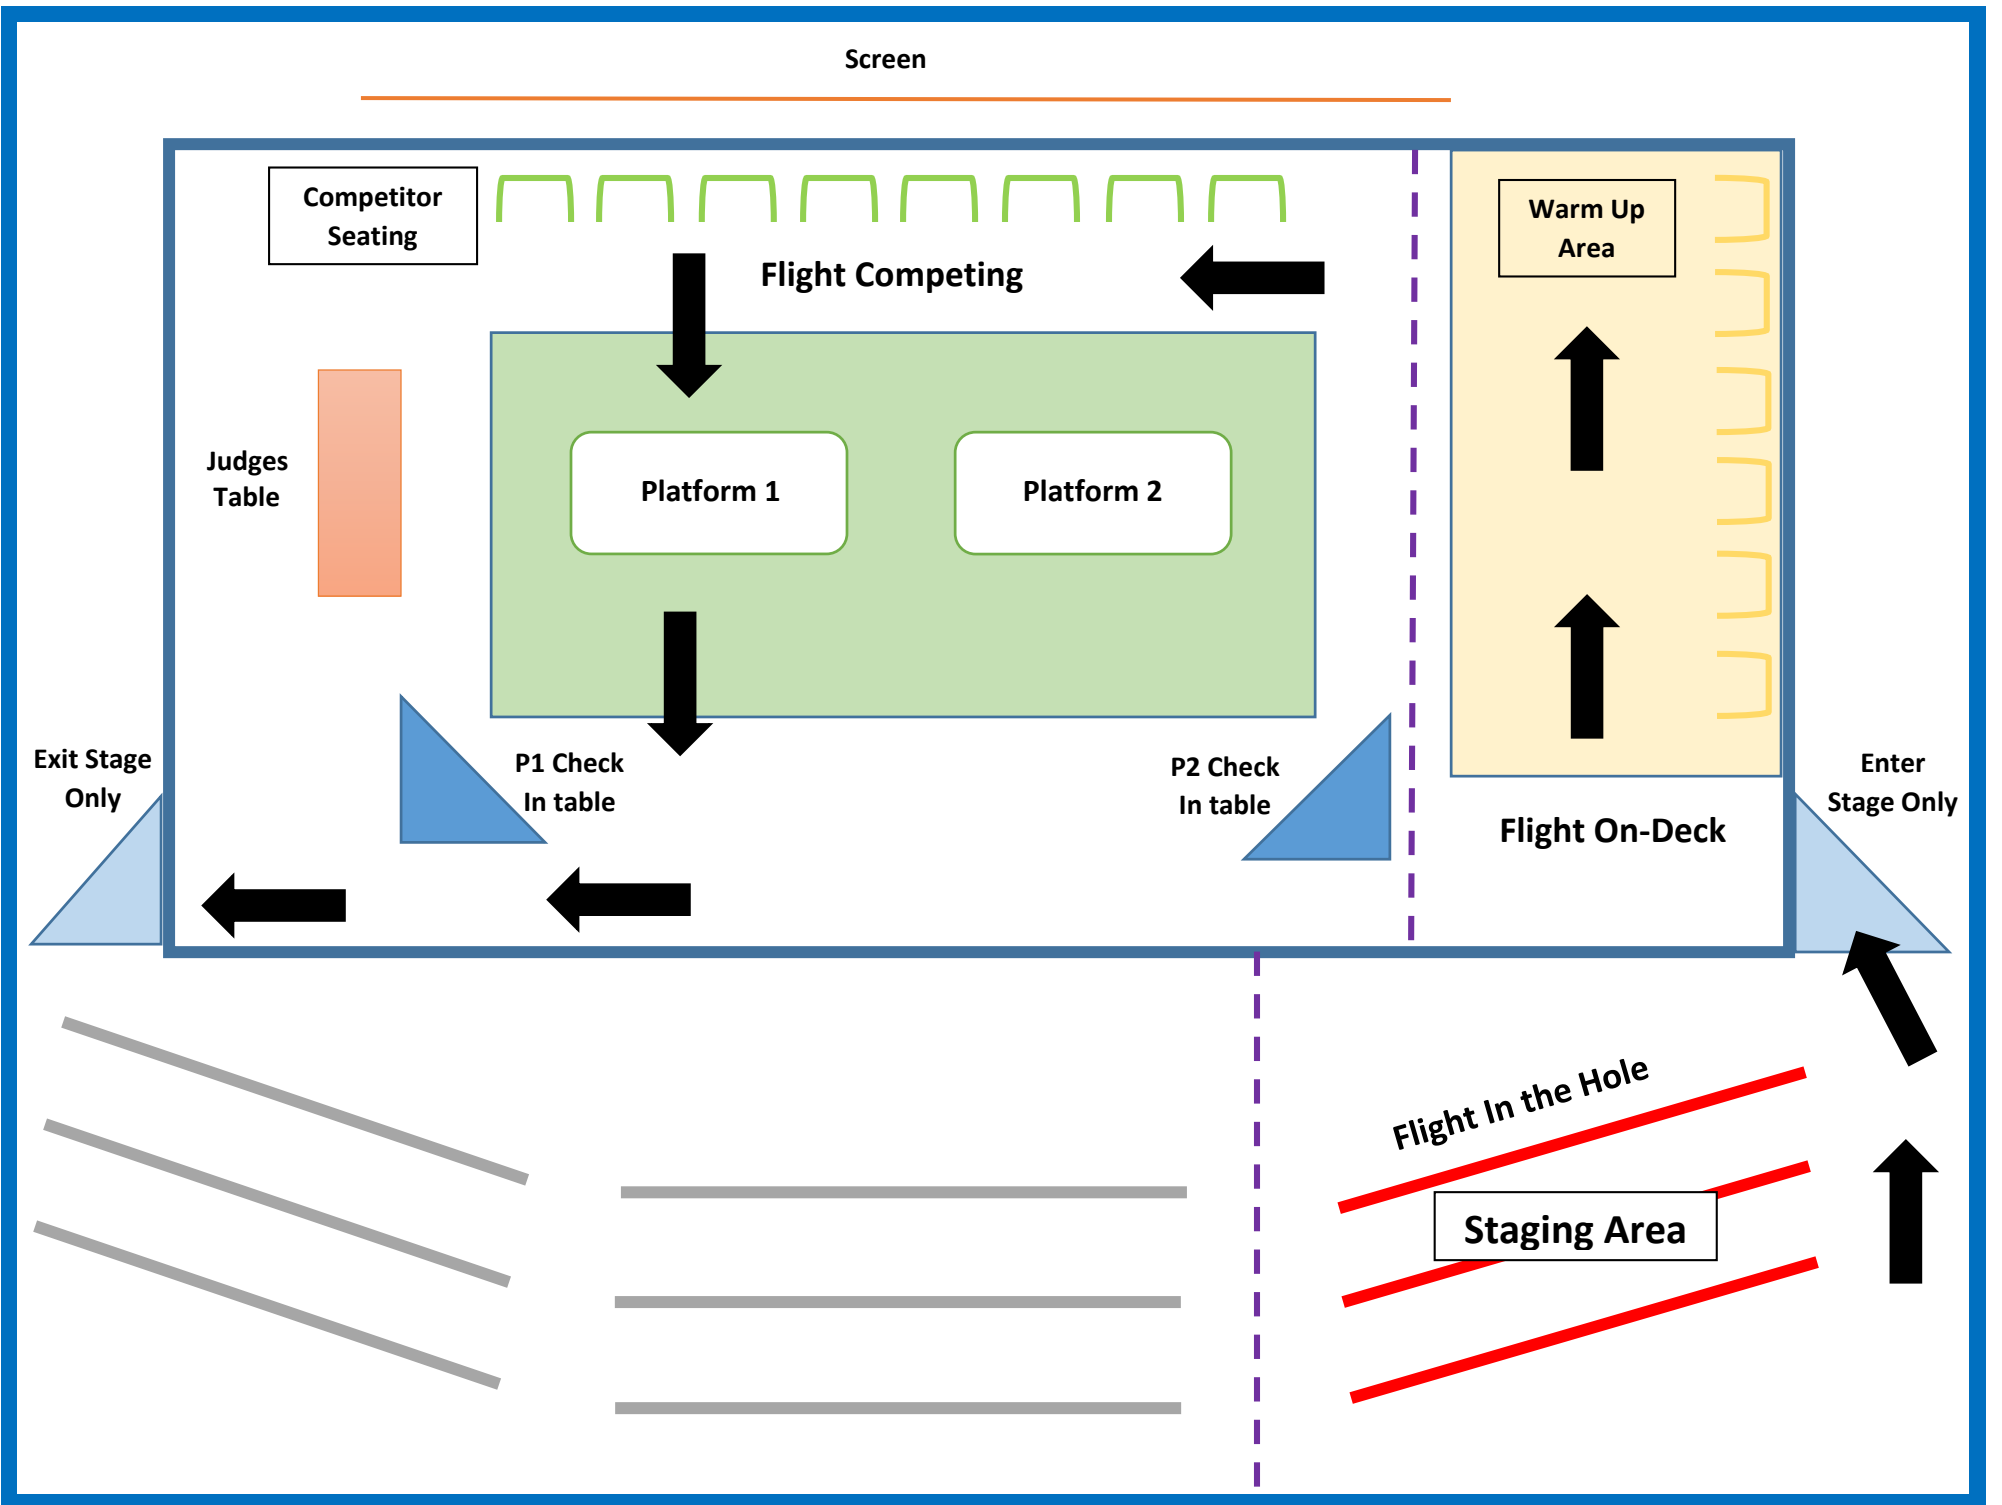 Screen
Competitor
Seating
Warm Up
Area
Flight Competing
Judges
Table
Platform 1
Platform 2
Exit Stage
Only
P1 Check
In table
P2 Check
In table
Enter
Stage Only
Flight On-Deck
Flight In the Hole
Staging Area